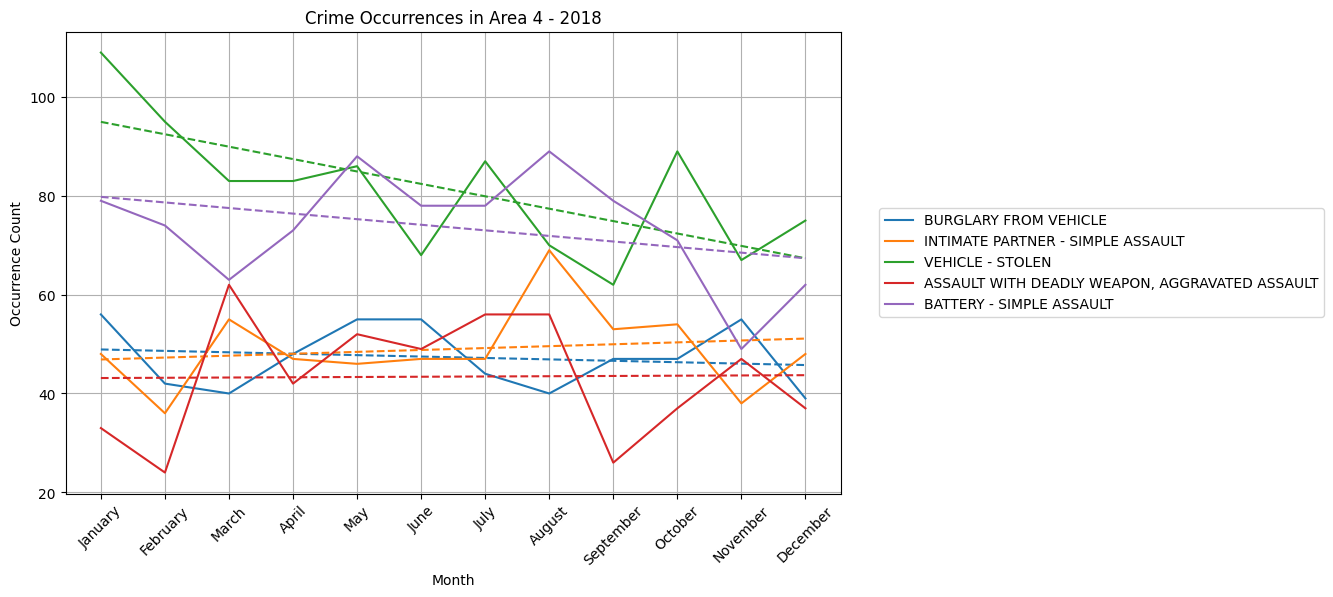 Crime Occurrences in Area 4 - 2018
Occurrence Count
100
80
60
40
20
January
February
March
April
May
June
July
August
September
October
November
December
Month
BURGLARY FROM VEHICLE
INTIMATE PARTNER - SIMPLE ASSAULT
VEHICLE - STOLEN
ASSAULT WITH DEADLY WEAPON, AGGRAVATED ASSAULT
BATTERY - SIMPLE ASSAULT